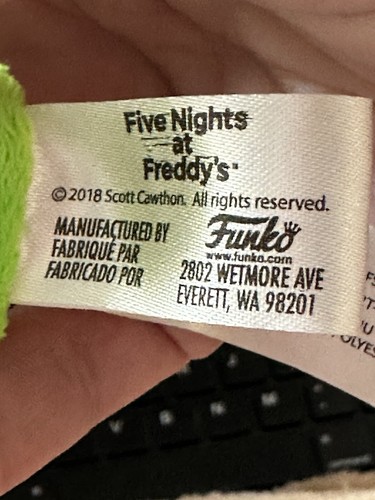 Five Nights
at
Freddy's™
© 2018 Scott Cawthon. All rights reserved.
MANUFACTURED BY
FABRIQUÉ PAR
FABRICADO POR
Funko
www.funko.com
2802 WETMORE AVE
EVERETT, WA 98201
V B N M